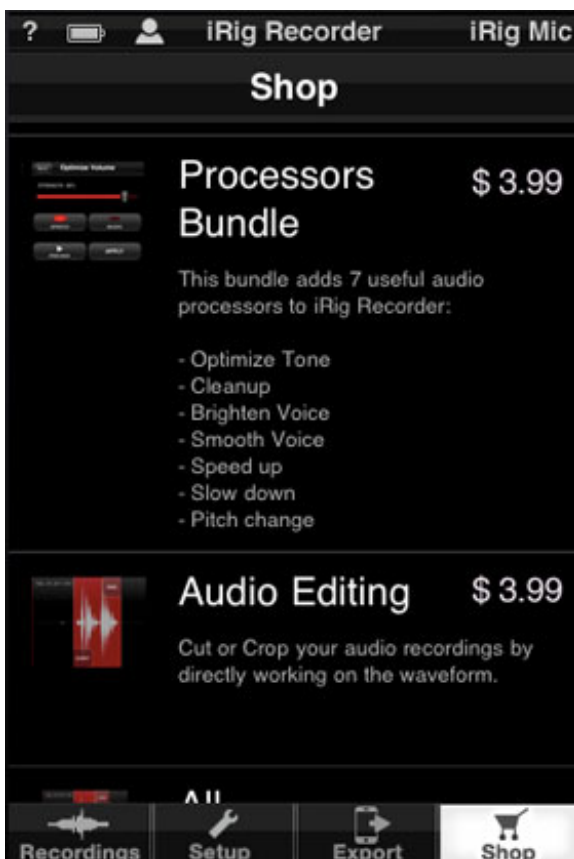 ? iRig Recorder iRig Mic
Shop
Optimize Volume
Processors $ 3.99
Bundle
This bundle adds 7 useful audio
processors to iRig Recorder:
- Optimize Tone
- Cleanup
- Brighten Voice
- Smooth Voice
- Speed up
- Slow down
- Pitch change
Audio Editing $ 3.99
Cut or Crop your audio recordings by
directly working on the waveform.
All
Recordings Setup Export Shop